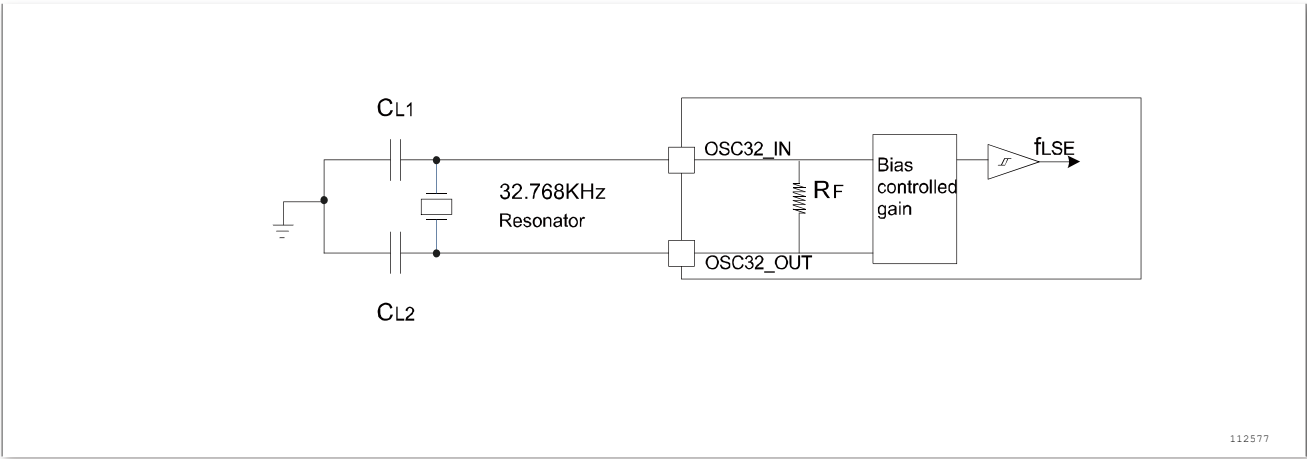 CL1
OSC32_IN
fLSE
Bias
controlled
gain
32.768KHz
Resonator
RF
OSC32_OUT
CL2
112577